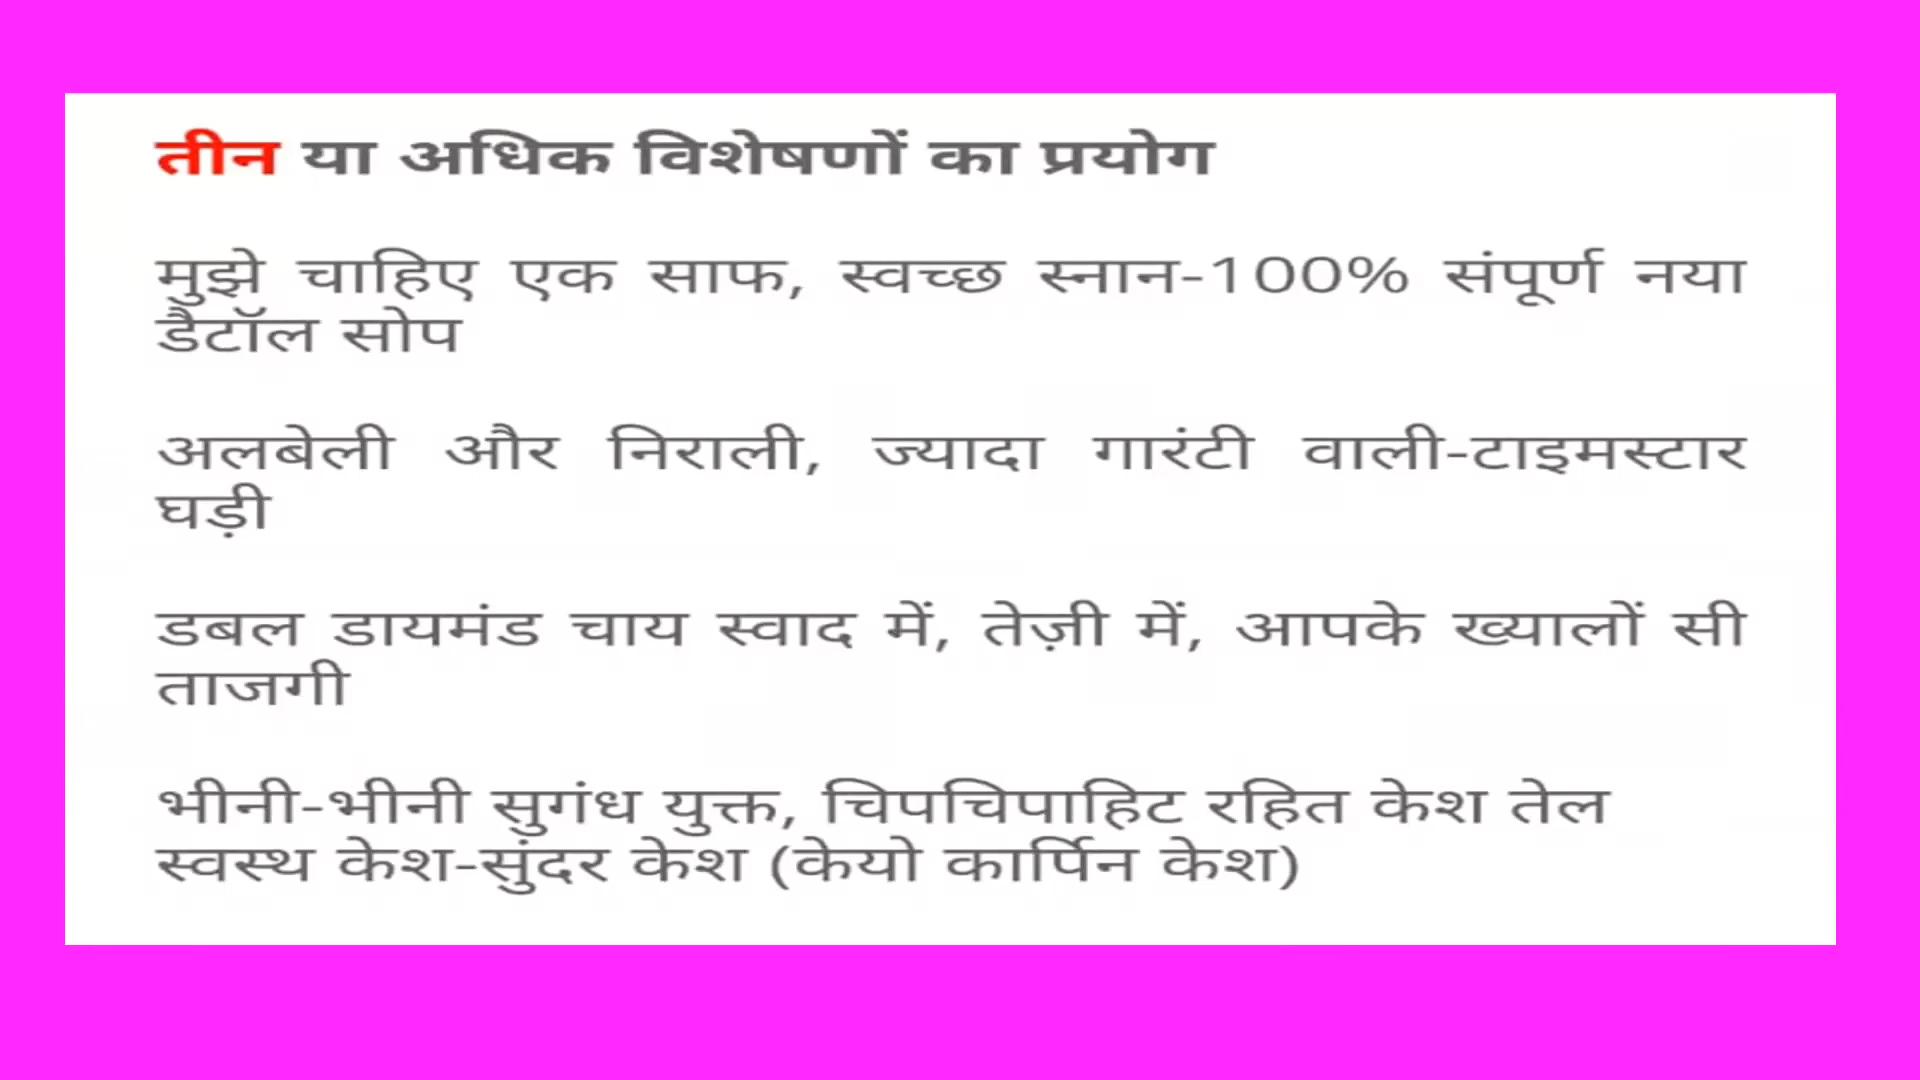 तीन या अधिक विशेषणों का प्रयोग
मुझे चाहिए एक साफ, स्वच्छ स्नान-100% संपूर्ण नया
डैटॉल सोप
अलबेली और निराली, ज्यादा गारंटी वाली-टाइमस्टार
घड़ी
डबल डायमंड चाय स्वाद में, तेज़ी में, आपके ख्यालों सी
ताजगी
भीनी-भीनी सुगंध युक्त, चिपचिपाहिट रहित केश तेल
स्वस्थ केश-सुंदर केश (केयो कार्पिन केश)